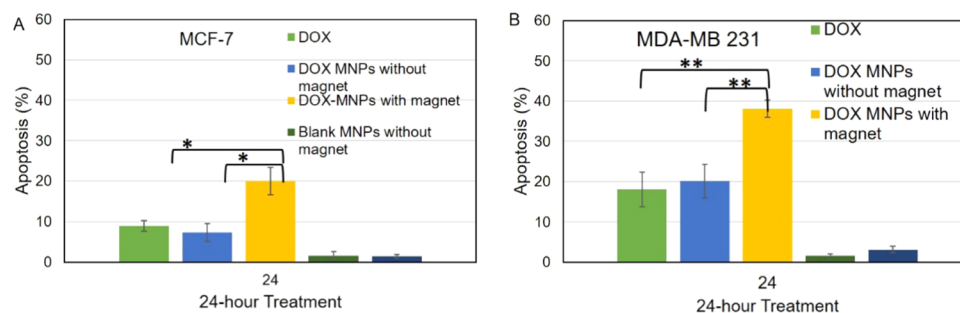 A
MCF-7
60
50
40
30
20
10
0
Apoptosis (%)
DOX
DOX MNPs without
magnet
DOX-MNPs with magnet
Blank MNPs without
magnet
*
*
24
24-hour Treatment
B
MDA-MB 231
60
50
40
30
20
10
0
Apoptosis (%)
DOX
DOX MNPs
without magnet
DOX MNPs with
magnet
**
**
24
24-hour Treatment